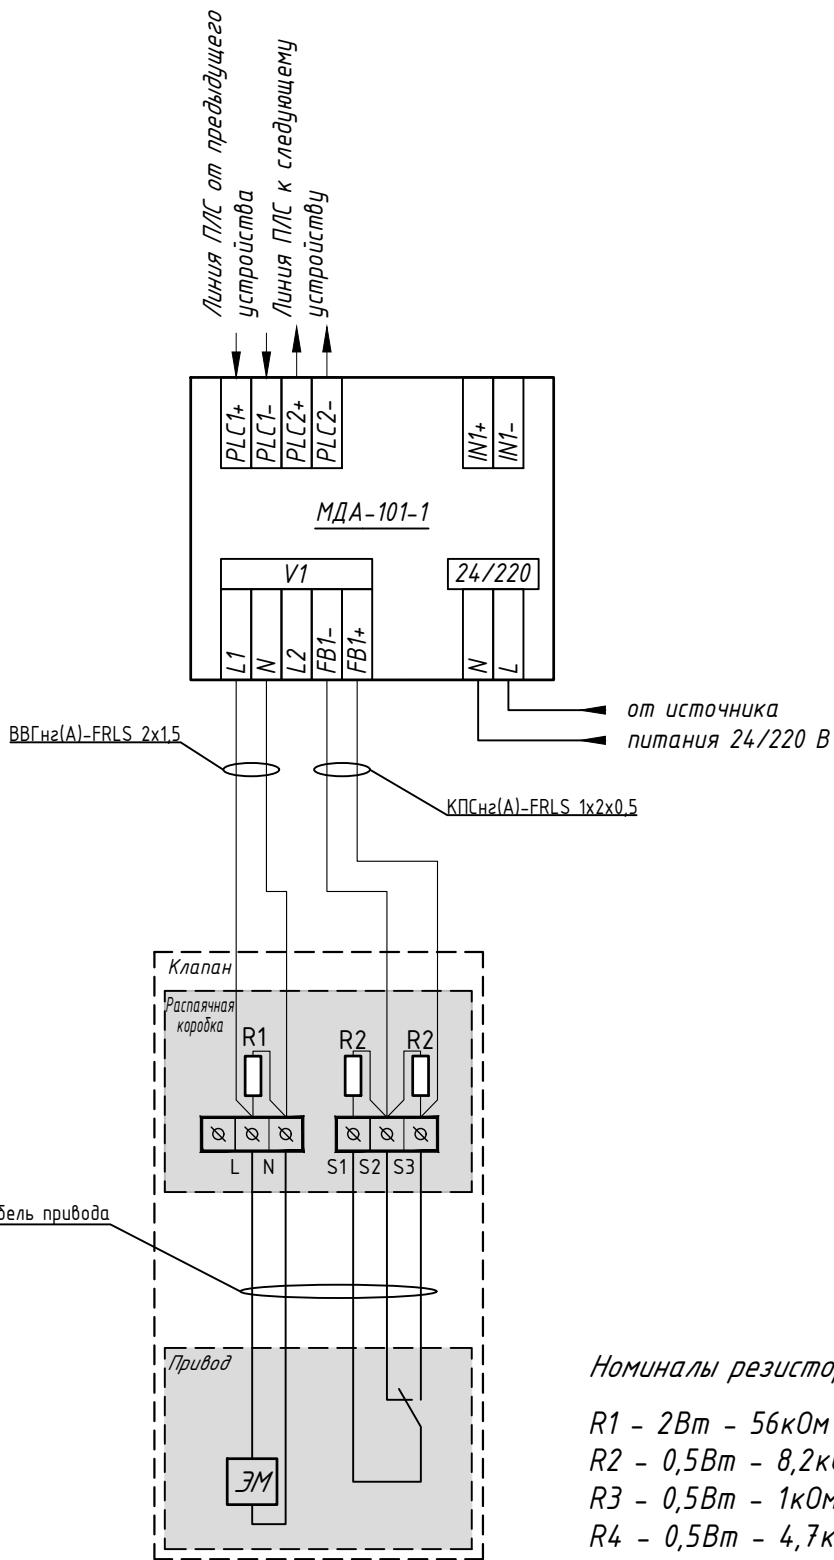 Линия ПЛС от предыдущего
устройства
Линия ПЛС к следующему
устройству
PLC1+
PLC1-
PLC2+
PLC2-
IN1+
IN1-
МДА-101-1
V1
24/220
L1
N
L2
FB1-
FB1+
N
L
от источника
питания 24/220 В
ВВГнг(А)-FRLS 2х1,5
КПСнг(А)-FRLS 1х2х0,5
Клапан
Распаячная
коробка
R1
R2
R2
L
N
S1
S2
S3
привода
Привод
ЭМ
Номиналы
R1 - 2Вт - 56кОм
R2 - 0,5Вт - 8,2к
R3 - 0,5Вт - 1кОм
R4 - 0,5Вт - 4,7к